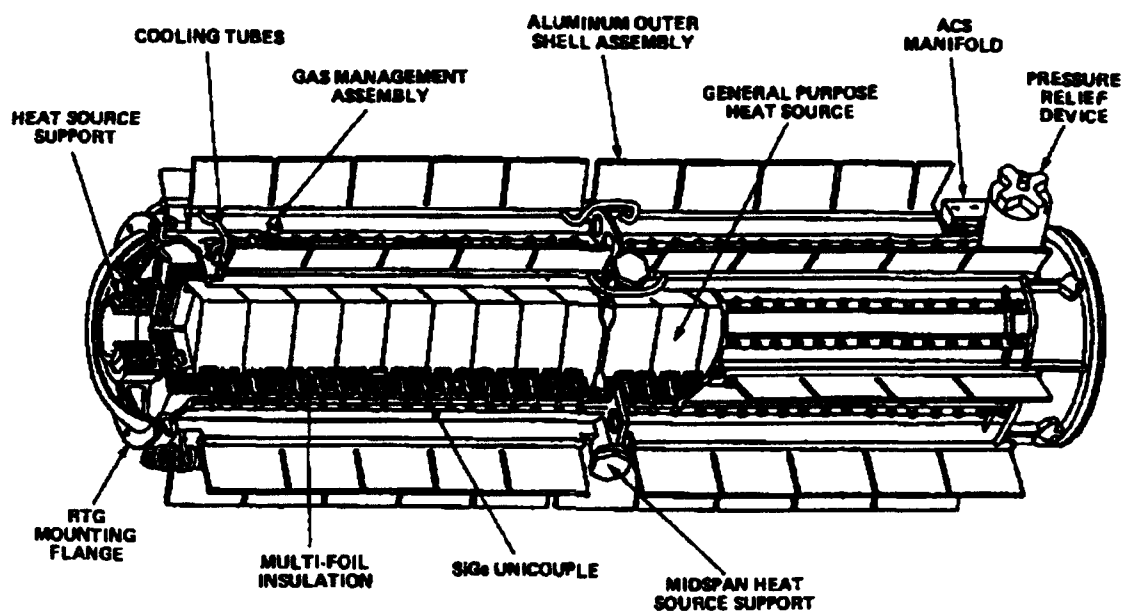 COOLING TUBES
GAS MANAGEMENT
ASSEMBLY
HEAT SOURCE
SUPPORT
ALUMINUM OUTER
SHELL ASSEMBLY
GENERAL PURPOSE
HEAT SOURCE
ACS
MANIFOLD
PRESSURE
RELIEF
DEVICE
RTG
MOUNTING
FLANGE
MULTI-FOIL
INSULATION
SiGe UNICOUPLE
MIDSPAN HEAT
SOURCE SUPPORT